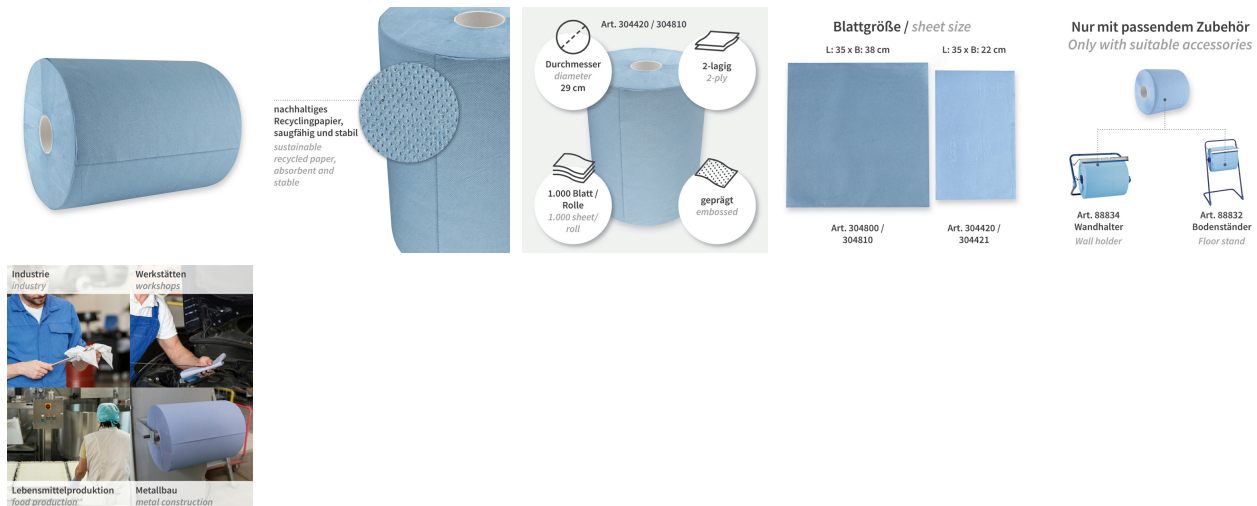 nachhaltiges
Recyclingpapier,
saugfähig und stabil
sustainable
recycled paper,
absorbent and
stable
Art. 304420 / 304810
Durchmesser
diameter
29 cm
2-lagig
2-ply
1.000 Blatt /
Rolle
1.000 sheet/
roll
geprägt
embossed
Blattgröße / sheet size
L: 35 x B: 38 cm
L: 35 x B: 22 cm
Art. 304800 /
304810
Art. 304420 /
304421
Nur mit passendem Zubehör
Only with suitable accessories
Art. 88834
Wandhalter
Wall holder
Art. 88832
Bodenständer
Floor stand
Industrie
industry
Werkstätten
workshops
Lebensmittelproduktion
food production
Metallbau
metal construction